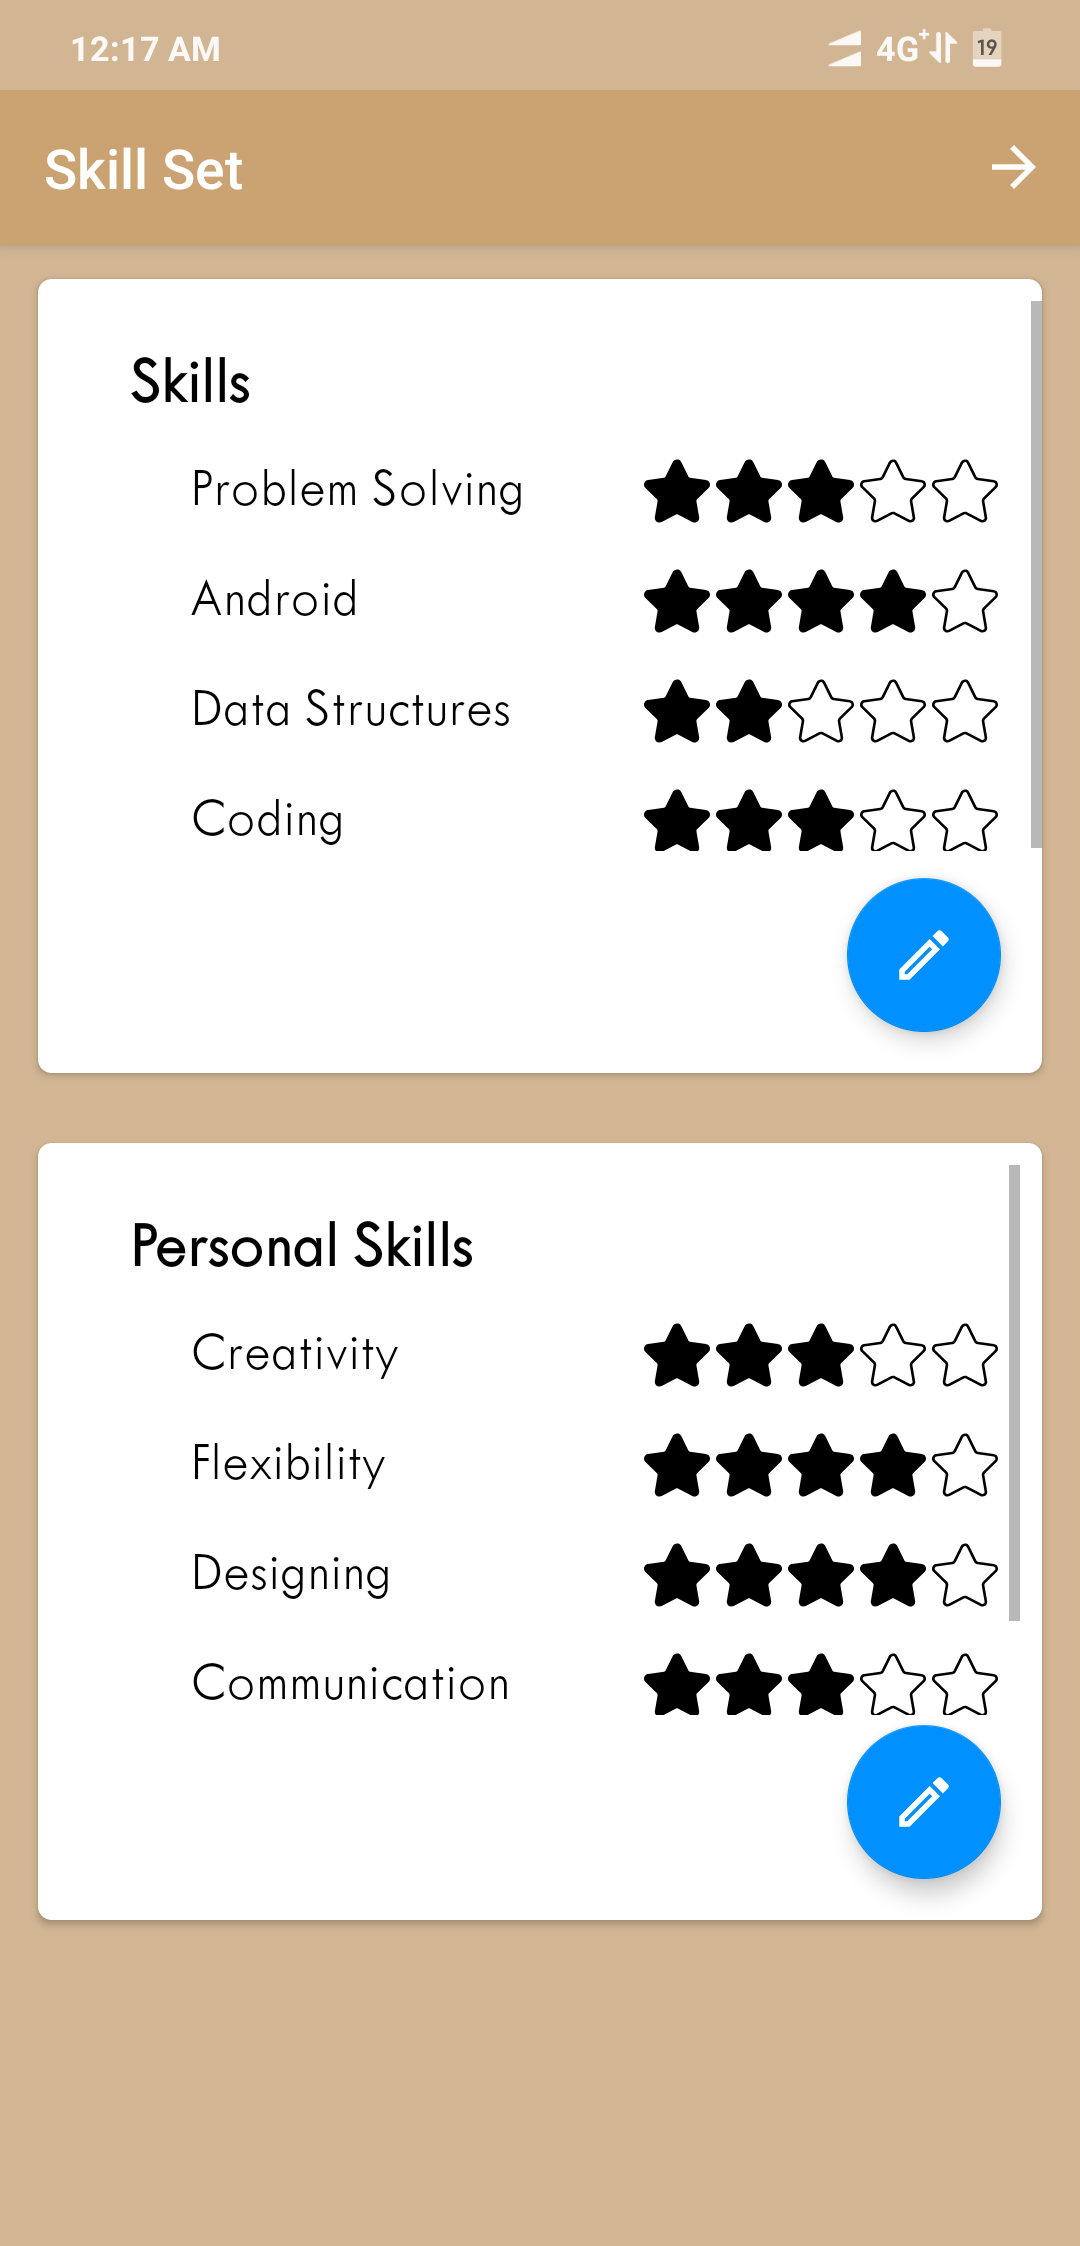 12:17 AM 4G+ 19
Skill Set
Skills
Problem Solving
Android
Data Structures
Coding
Personal Skills
Creativity
Flexibility
Designing
Communication